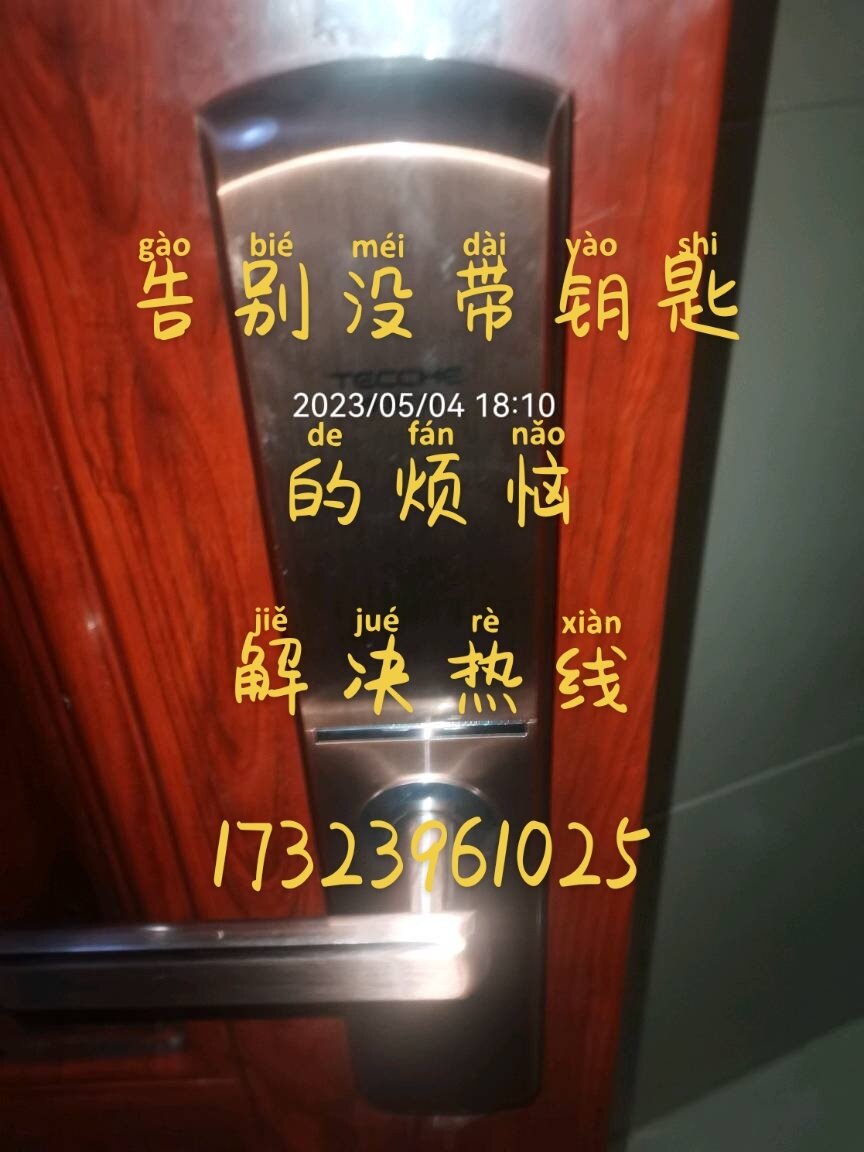 gào bié méi dài yào shi
告别没带钥匙
TECOME
2023/05/04 18:10
de fán nǎo
的烦恼
jiě jué rè xiàn
解决热线
17323961025